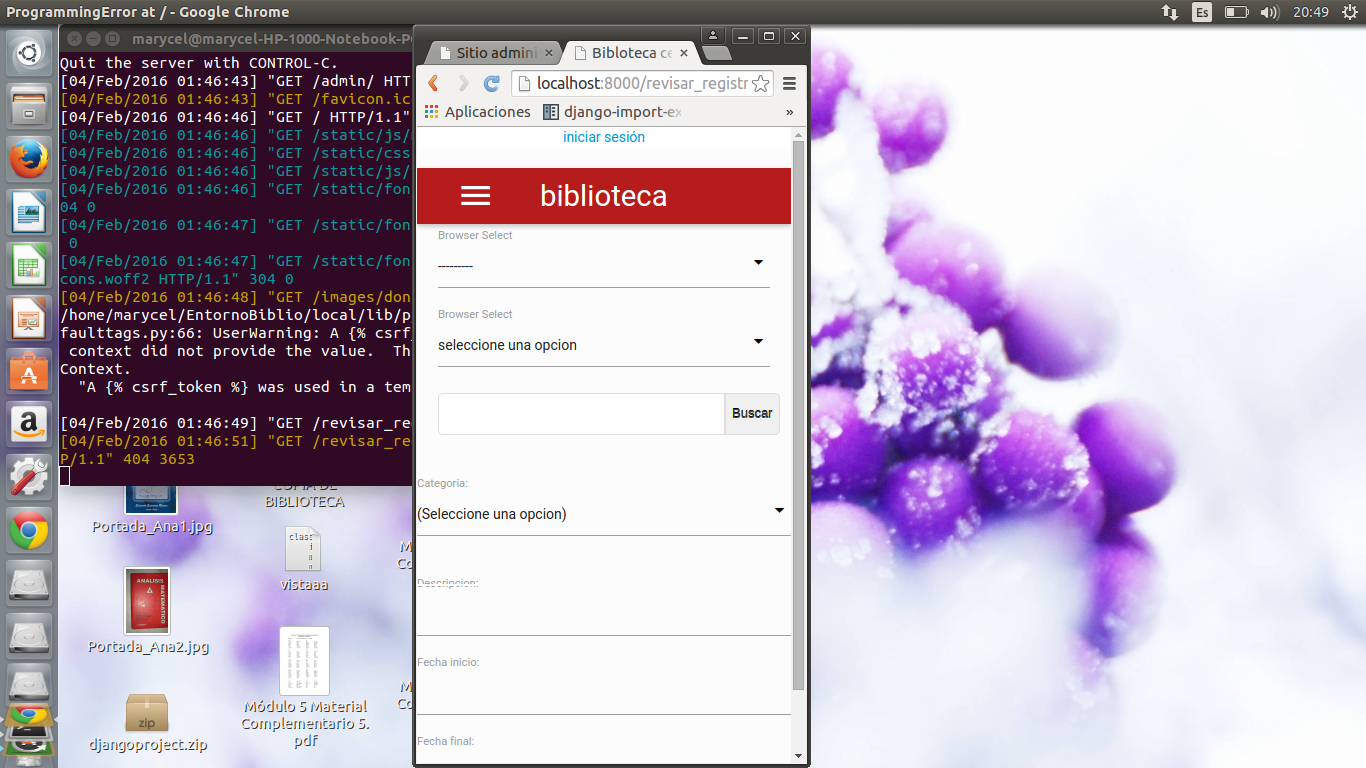 ProgrammingError at / - Google Chrome
Es
20:49
marycel@marycel-HP-1000-Notebook-P
Quit the server with CONTROL-C.
[04/Feb/2016 01:46:43] "GET /admin/ HTT
[04/Feb/2016 01:46:43] "GET /favicon.ic
[04/Feb/2016 01:46:46] "GET / HTTP/1.1"
[04/Feb/2016 01:46:46] "GET /static/js/
[04/Feb/2016 01:46:46] "GET /static/css
[04/Feb/2016 01:46:46] "GET /static/js/
[04/Feb/2016 01:46:46] "GET /static/fon
04 0
[04/Feb/2016 01:46:47] "GET /static/fon
0
[04/Feb/2016 01:46:47] "GET /static/fon
cons.woff2 HTTP/1.1" 304 0
[04/Feb/2016 01:46:48] "GET /images/don
/home/marycel/EntornoBiblio/local/lib/p
faulttags.py:66: UserWarning: A {% csrf_
context did not provide the value.  Th
Context.
"A {% csrf_token %} was used in a tem
[04/Feb/2016 01:46:49] "GET /revisar_re
[04/Feb/2016 01:46:51] "GET /revisar_re
P/1.1" 404 3653
Sitio admini
Biblioteca ce
localhost:8000/revisar_registr
Aplicaciones
django-import-ex
»
iniciar sesión
biblioteca
Browser Select
---------
Browser Select
seleccione una opcion
Buscar
Categoria:
(Seleccione una opcion)
Descripcion:
Fecha inicio:
Fecha final:
COPIA DE
BIBLIOTECA
Portada_Ana1.jpg
class
vistaaa
ANALISIS
MATEMATICO
Portada_Ana2.jpg
Módulo 5 Material
Complementario 5.
pdf
zip
djangoproject.zip